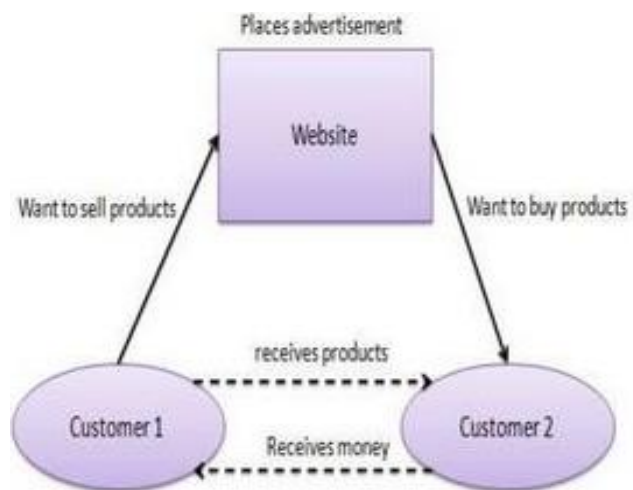 Places advertisement
Website
Want to sell products
Want to buy products
receives products
Customer 1
Customer 2
Receives money